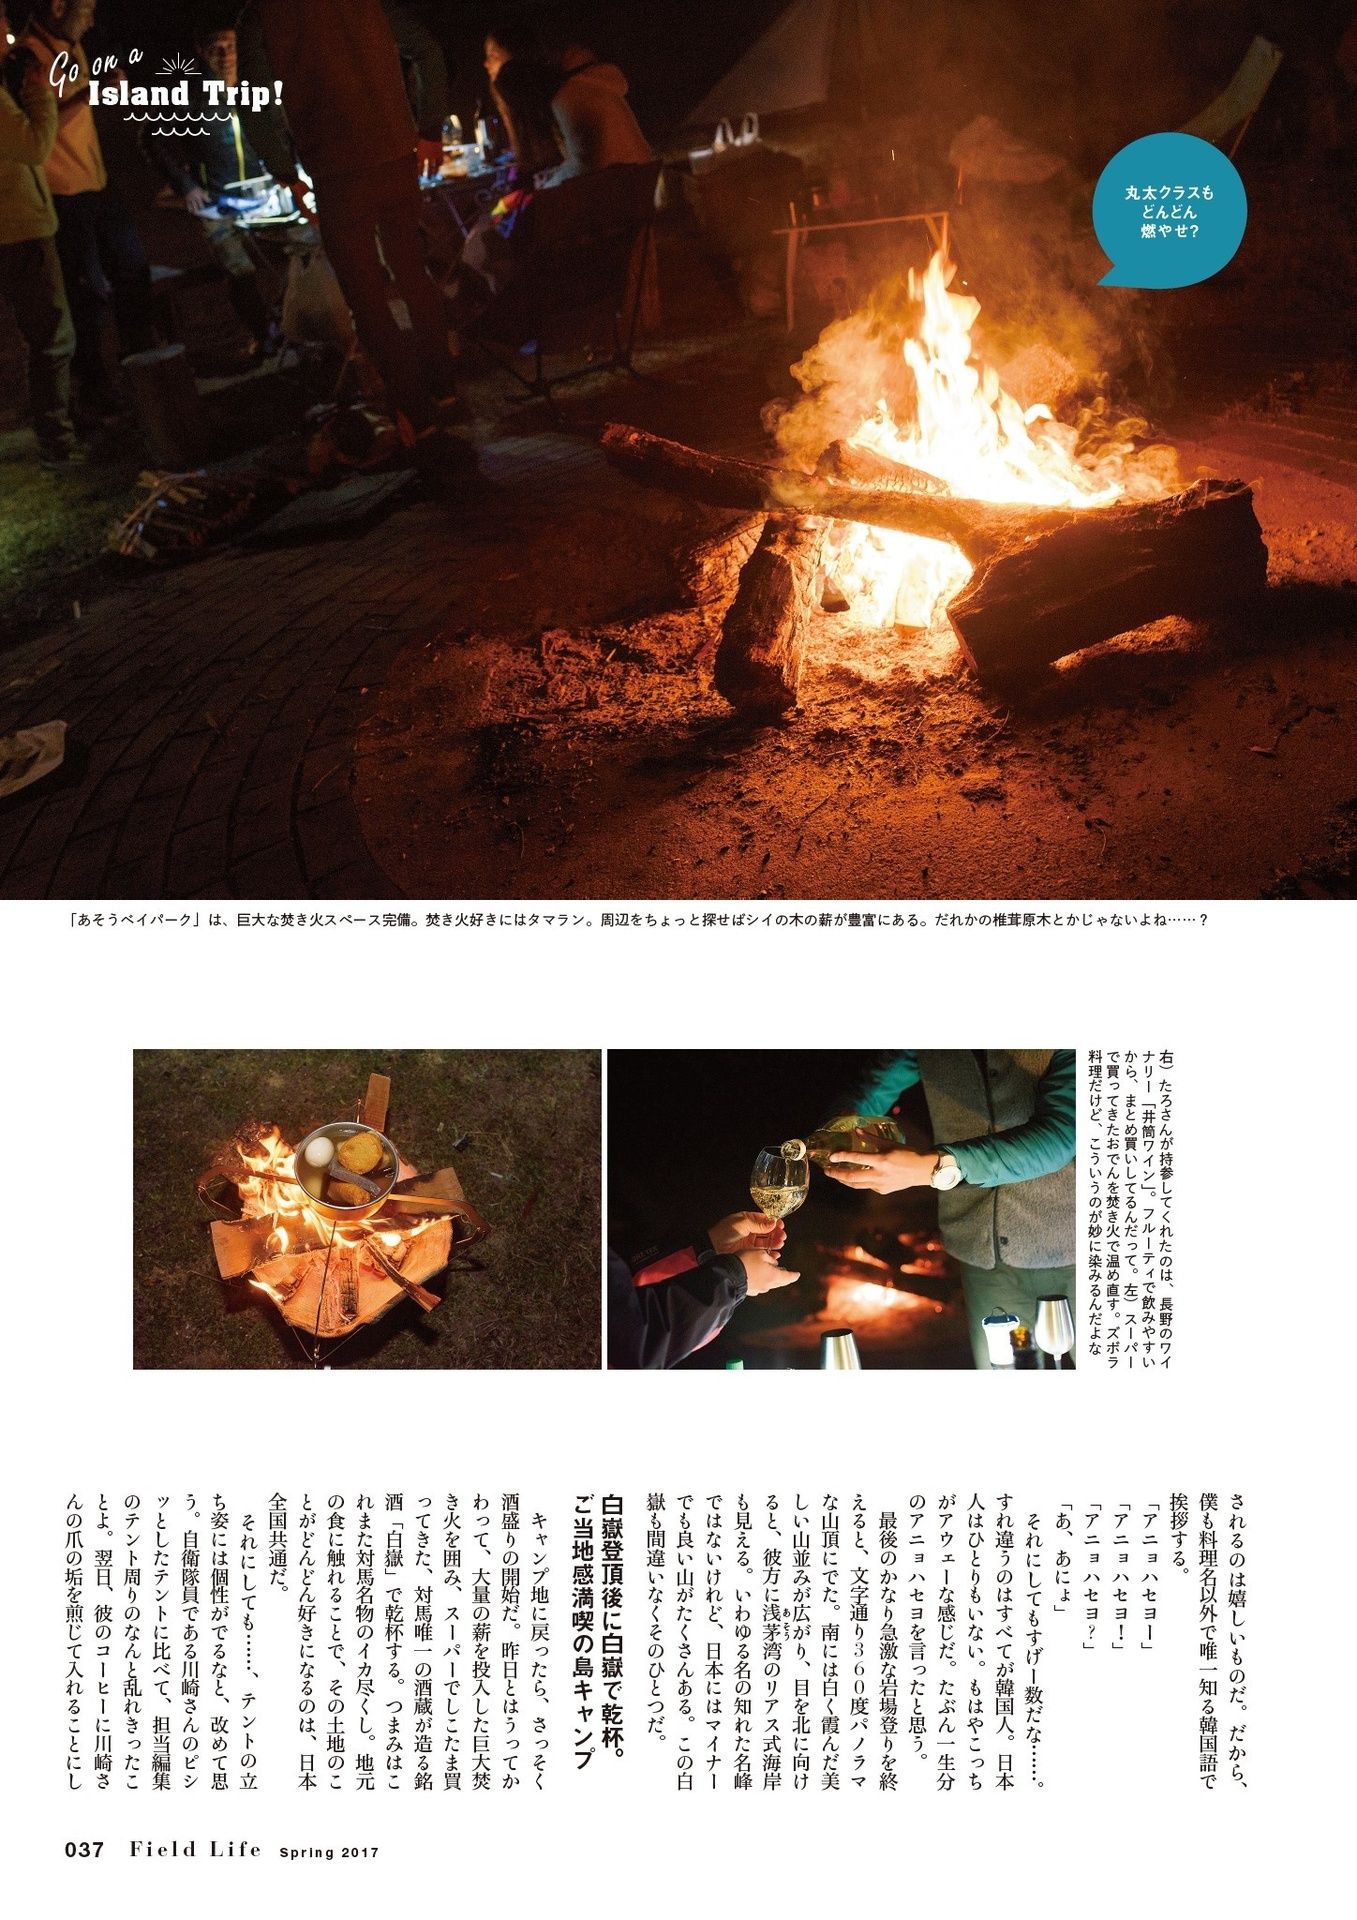 Go on a
Island Trip!
丸太クラスも
どんどん
燃やせ?
「あそうベイパーク」は、巨大な焚き火スペース完備。焚き火好きにはタマラン。周辺をちょっと探せばシイの木の薪が豊富にある。だれかの椎茸原木とかじゃないよね……？
右）たろさんが持参してくれたのは、長野のワイ
ナリー「井筒ワイン」。フルーティで飲みやすい
から、まとめ買いしてるんだって。左）スーパー
で買ってきたおでんを焚き火で温め直す。ズボラ
料理だけど、こういうのが妙に染みるんだよな
されるのは嬉しいものだ。だから、
僕も料理名以外で唯一知る韓国語で
挨拶する。
「アニョハセヨー」
「アニョハセヨ！」
「アニョハセヨ？」
「あ、あにょ」
それにしてもすげー数だな……。
すれ違うのはすべてが韓国人。日本
人はひとりもいない。もはやこっち
がアウェーな感じだ。たぶん一生分
のアニョハセヨを言ったと思う。
最後のかなり急激な岩場登りを終
えると、文字通り360度パノラマ
な山頂にでた。南には白く霞んだ美
しい山並みが広がり、目を北に向け
ると、彼方に浅茅湾のリアス式海岸
あそう
も見える。いわゆる名の知れた名峰
ではないけれど、日本にはマイナー
でも良い山がたくさんある。この白
嶽も間違いなくそのひとつだ。
白嶽登頂後に白嶽で乾杯。
ご当地感満喫の島キャンプ
キャンプ地に戻ったら、さっそく
酒盛りの開始だ。昨日とはうってか
わって、大量の薪を投入した巨大焚
き火を囲み、スーパーでしこたま買
ってきた、対馬唯一の酒蔵が造る銘
酒「白嶽」で乾杯する。つまみはこ
れまた対馬名物のイカ尽くし。地元
の食に触れることで、その土地のこ
とがどんどん好きになるのは、日本
全国共通だ。
それにしても……、テントの立
ち姿には個性がでるなと、改めて思
う。自衛隊員である川崎さんのピシ
ッとしたテントに比べて、担当編集
のテント周りのなんと乱れきったこ
とよ。翌日、彼のコーヒーに川崎さ
んの爪の垢を煎じて入れることにし
037 Field Life Spring 2017